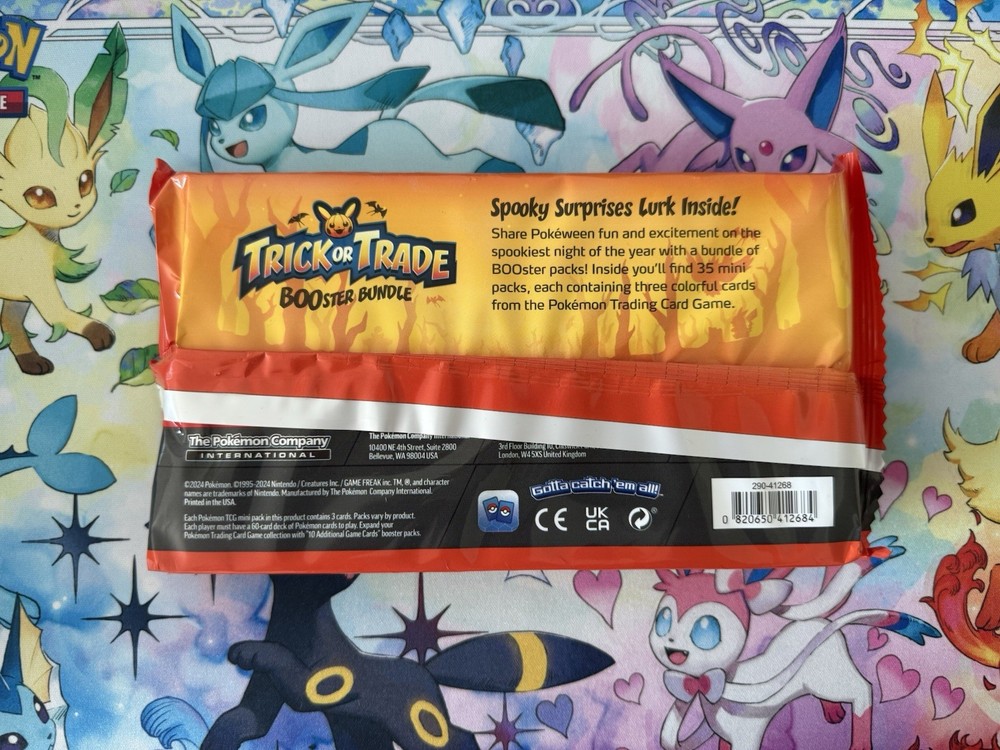 TRICK OR TRADE
BOOSTER BUNDLE
Spooky Surprises Lurk Inside!
Share Pokéween fun and excitement on the
spookiest night of the year with a bundle of
BOOster packs! Inside you'll find 35 mini
packs, each containing three colorful cards
from the Pokémon Trading Card Game.
The Pokémon Company
INTERNATIONAL
The Pokémon Company
10400 NE 4th Street, Suite 2800
Bellevue, WA 98004 USA
3rd Floor Building
London, W4 5XS United Kingdom
©2024 Pokémon. ©1995-2024 Nintendo / Creatures Inc. / GAME FREAK inc. TM, ®, and character
names are trademarks of Nintendo. Manufactured by The Pokémon Company International.
Printed in the USA.
Each Pokémon TCG mini pack in this product contains 3 cards. Packs vary by product.
Each player must have a 60-card deck of Pokémon cards to play. Expand your
Pokémon Trading Card Game collection with "10 Additional Game Cards" booster packs.
Gotta catch 'em all!
CE
UK
CA
290-41268
0 820650 412684